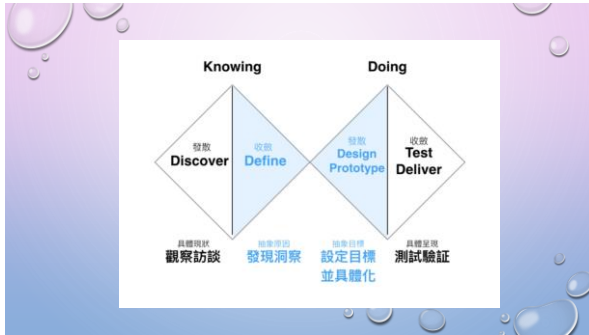 Knowing
Doing
發散
Discover
收斂
Define
發散
Design
Prototype
收斂
Test
Deliver
具體現狀
觀察訪談
抽象原因
發現洞察
抽象目標
設定目標
並具體化
具體呈現
測試驗証